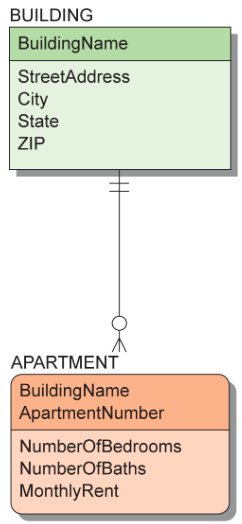 BUILDING
BuildingName
StreetAddress
City
State
ZIP
APARTMENT
BuildingName
ApartmentNumber
NumberOfBedrooms
NumberOfBaths
MonthlyRent